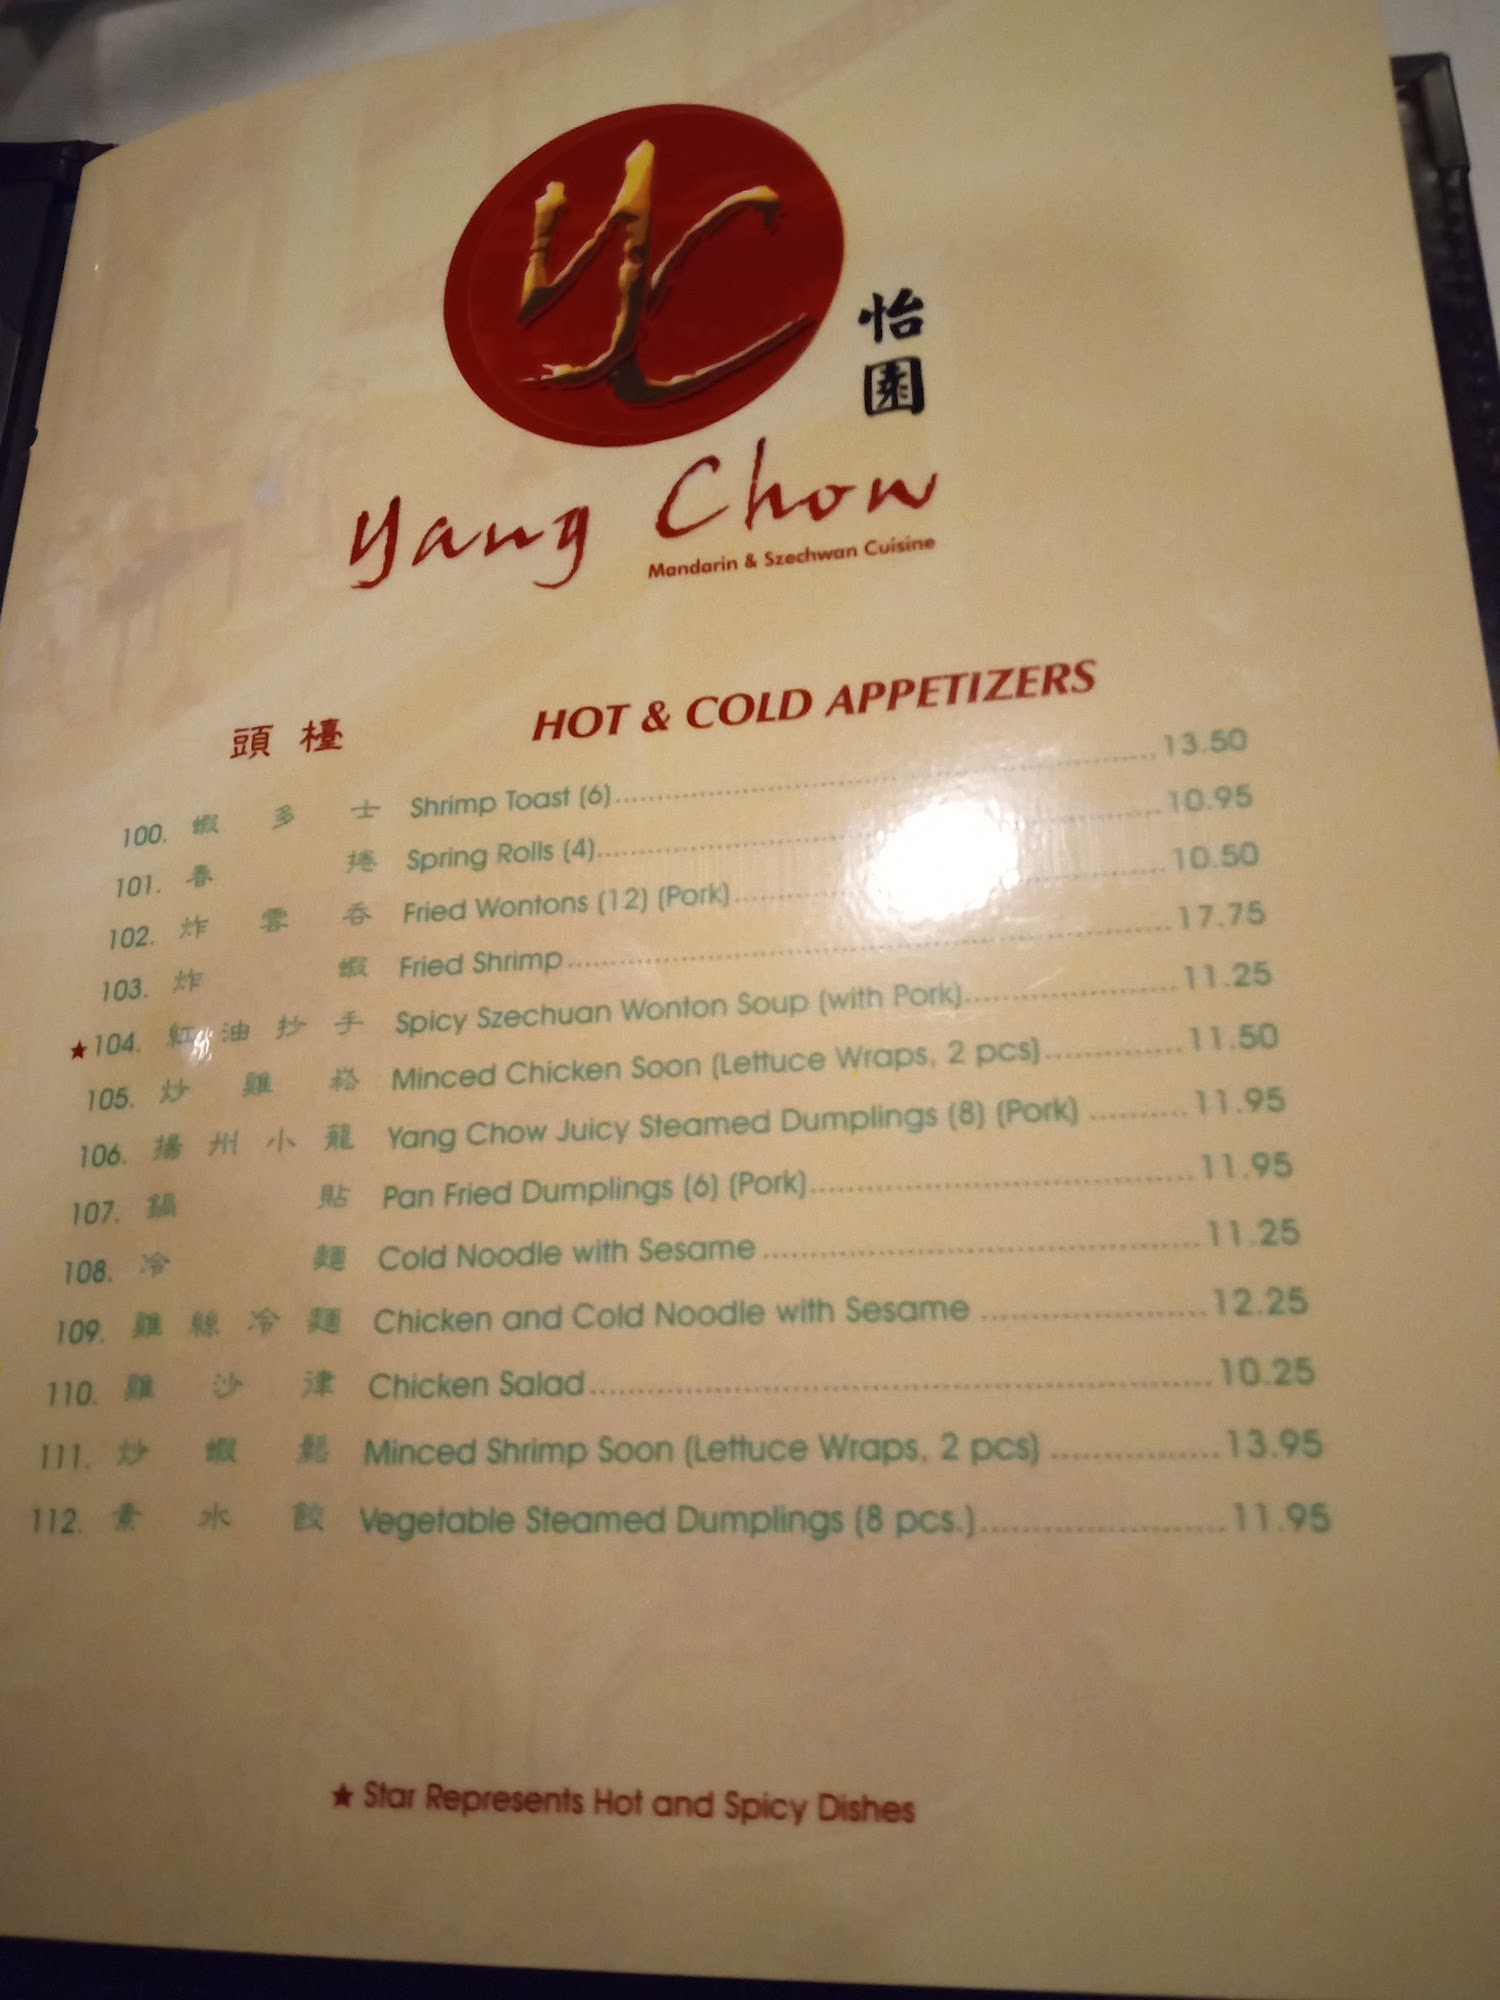 YC
怡園
Yang Chow
Mandarin & Szechwan Cuisine
頭檯 HOT & COLD APPETIZERS
100. 蝦多士 Shrimp Toast (6) 13.50
101. 春捲 Spring Rolls (4) 10.95
102. 炸雲吞 Fried Wontons (12) (Pork) 10.50
103. 炸蝦 Fried Shrimp 17.75
★ 104. 紅油抄手 Spicy Szechuan Wonton Soup (with Pork) 11.25
105. 炒雞崧 Minced Chicken Soon (Lettuce Wraps, 2 pcs) 11.50
106. 揚州小籠 Yang Chow Juicy Steamed Dumplings (8) (Pork) 11.95
107. 鍋貼 Pan Fried Dumplings (6) (Pork) 11.95
108. 冷麵 Cold Noodle with Sesame 11.25
109. 雞絲冷麵 Chicken and Cold Noodle with Sesame 12.25
110. 雞沙津 Chicken Salad 10.25
111. 炒蝦鬆 Minced Shrimp Soon (Lettuce Wraps, 2 pcs) 13.95
112. 素水餃 Vegetable Steamed Dumplings (8 pcs.) 11.95
★ Star Represents Hot and Spicy Dishes